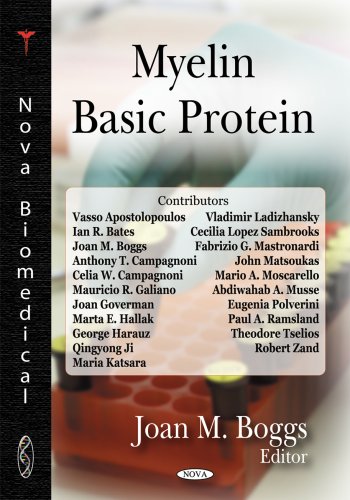 Nova Biomedical
Myelin
Basic Protein
Contributors
Vasso Apostolopoulos
Ian R. Bates
Joan M. Boggs
Anthony T. Campagnoni
Celia W. Campagnoni
Mauricio R. Galiano
Joan Goverman
Marta E. Hallak
George Harauz
Qingyong Ji
Maria Katsara
Vladimir Ladizhansky
Cecilia Lopez Sambrooks
Fabrizio G. Mastronardi
John Matsoukas
Mario A. Moscarello
Abdiwahab A. Musse
Eugenia Polverini
Paul A. Ramsland
Theodore Tselios
Robert Zand
Joan M. Boggs
Editor
NOVA